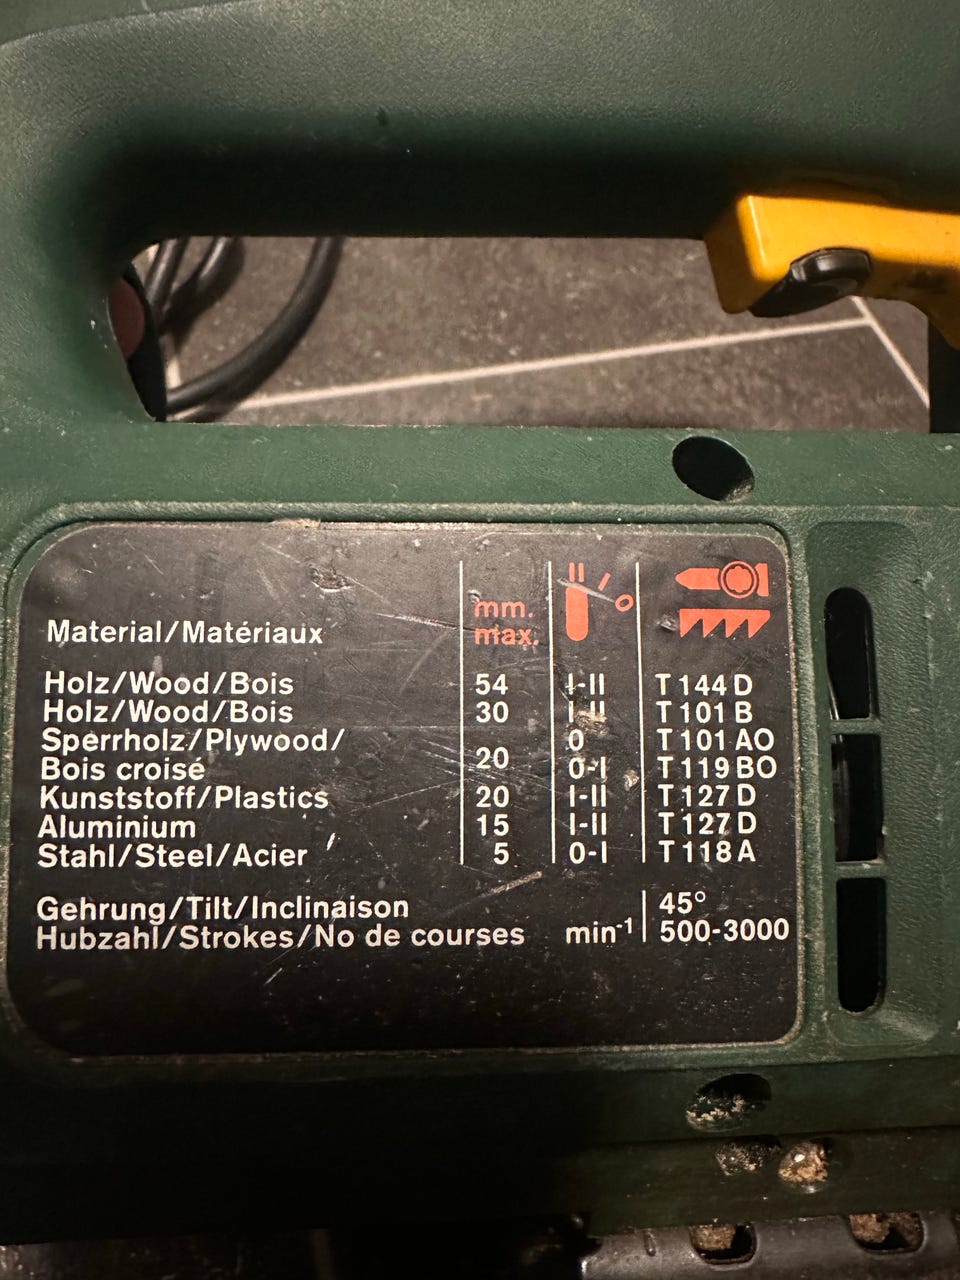 Material/Matériaux mm. max. II I O
Holz/Wood/Bois 54 I-II T 144 D
Holz/Wood/Bois 30 I-II T 101 B
Sperrholz/Plywood/ 20 0 T 101 AO
Bois croisé 0-I T 119 BO
Kunststoff/Plastics 20 I-II T 127 D
Aluminium 15 I-II T 127 D
Stahl/Steel/Acier 5 0-I T 118 A
Gehrung/Tilt/Inclinaison 45°
Hubzahl/Strokes/No de courses min-1 500-3000